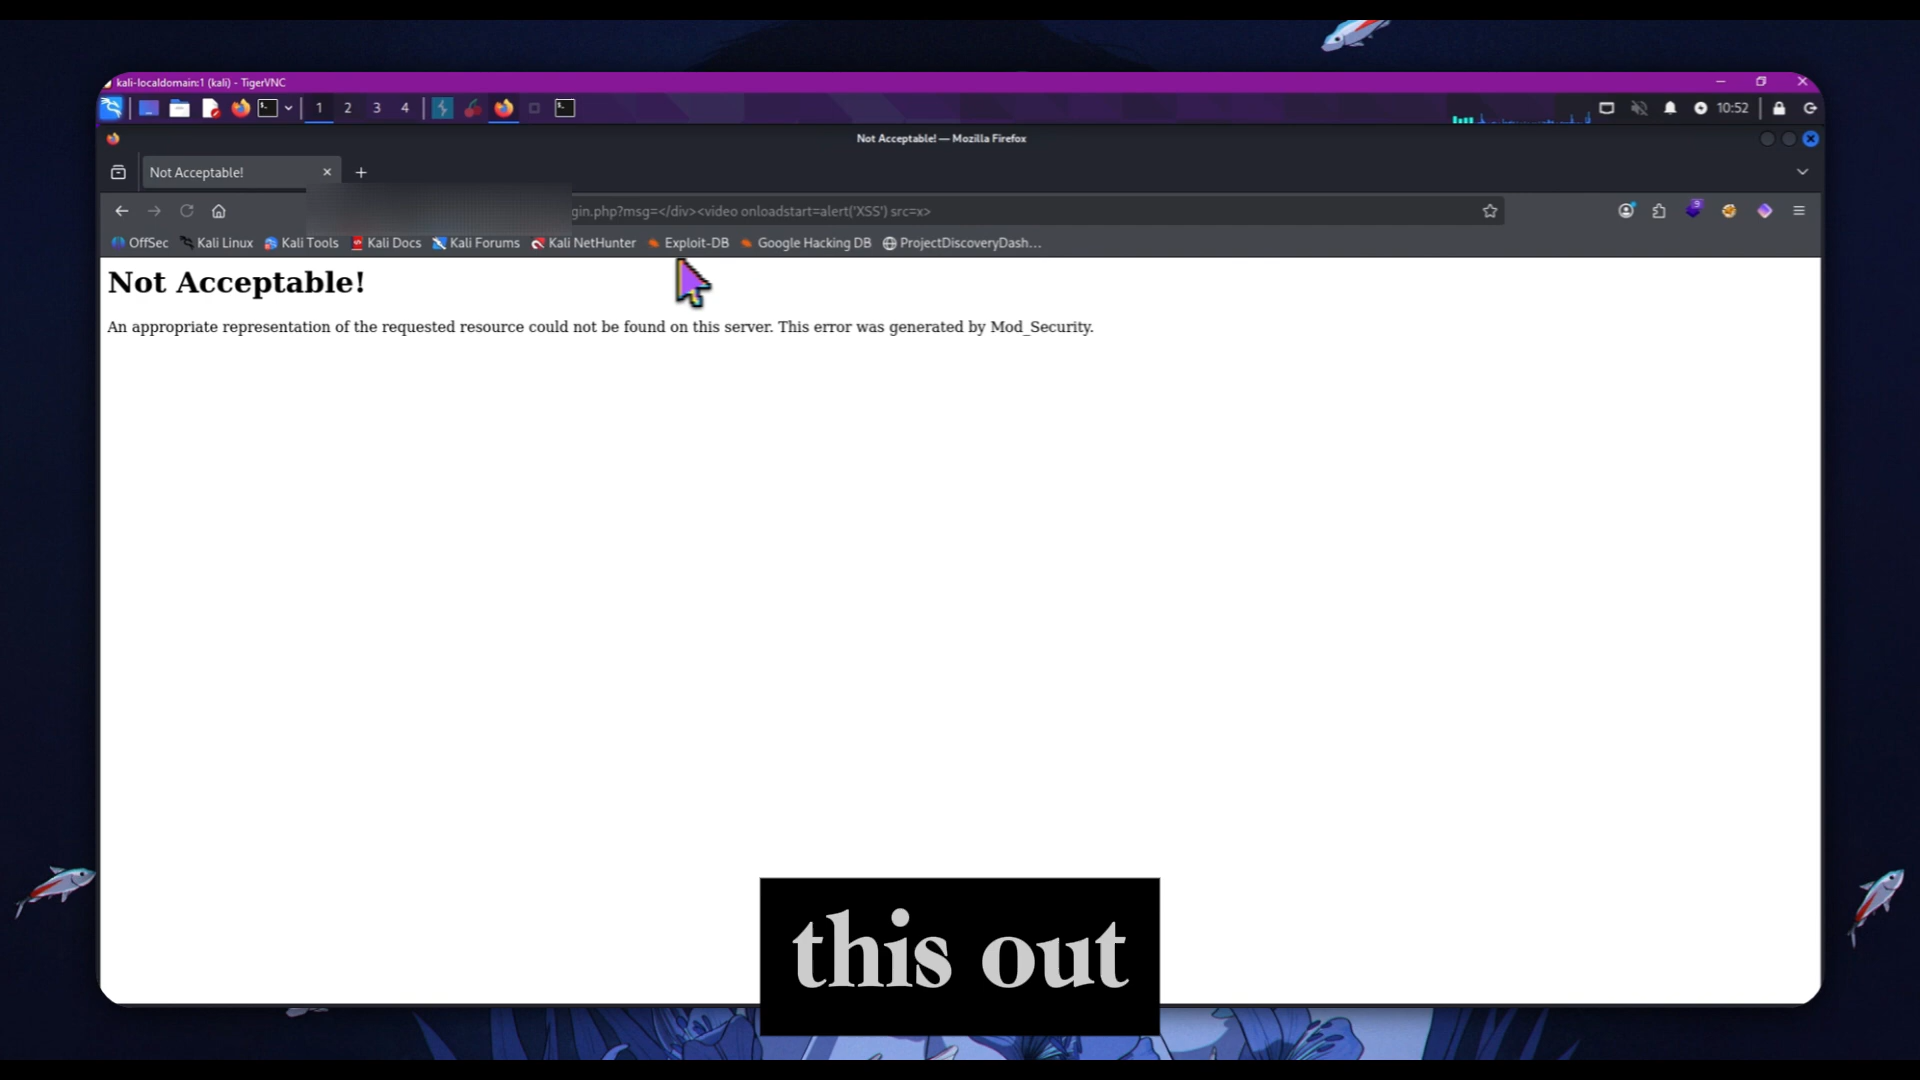 kali-localdomain:1 (kali) - TigerVNC
1 2 3 4 10:52
Not Acceptable! — Mozilla Firefox
Not Acceptable!
gin.php?msg=</div><video onloadstart=alert('XSS') src=x>
9
OffSec Kali Linux Kali Tools Kali Docs Kali Forums Kali NetHunter Exploit-DB Google Hacking DB ProjectDiscoveryDash...
Not Acceptable!
An appropriate representation of the requested resource could not be found on this server. This error was generated by Mod_Security.
this out